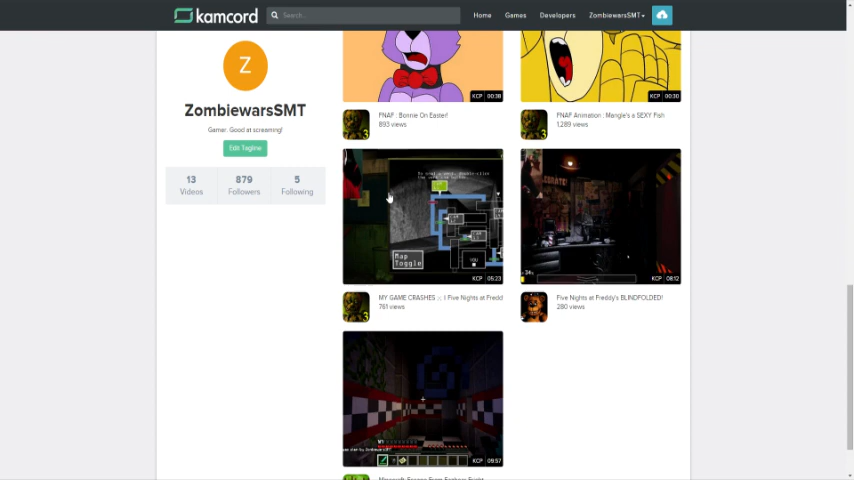 kamcord
Search...
Home
Games
Developers
ZombiewarsSMT
Z
ZombiewarsSMT
Gamer. Good at screaming!
Edit Tagline
13
Videos
879
Followers
5
Following
KCP 00:38
FNAF : Bonnie On Easter!
893 views
KCP 00:30
FNAF Animation : Mangle's a SEXY Fish
1,289 views
Map
Toggle
YOU
KCP 05:23
MY GAME CRASHES :c | Five Nights at Fredd
761 views
KCP 08:12
Five Nights at Freddy's BLINDFOLDED!
280 views
KCP 09:57